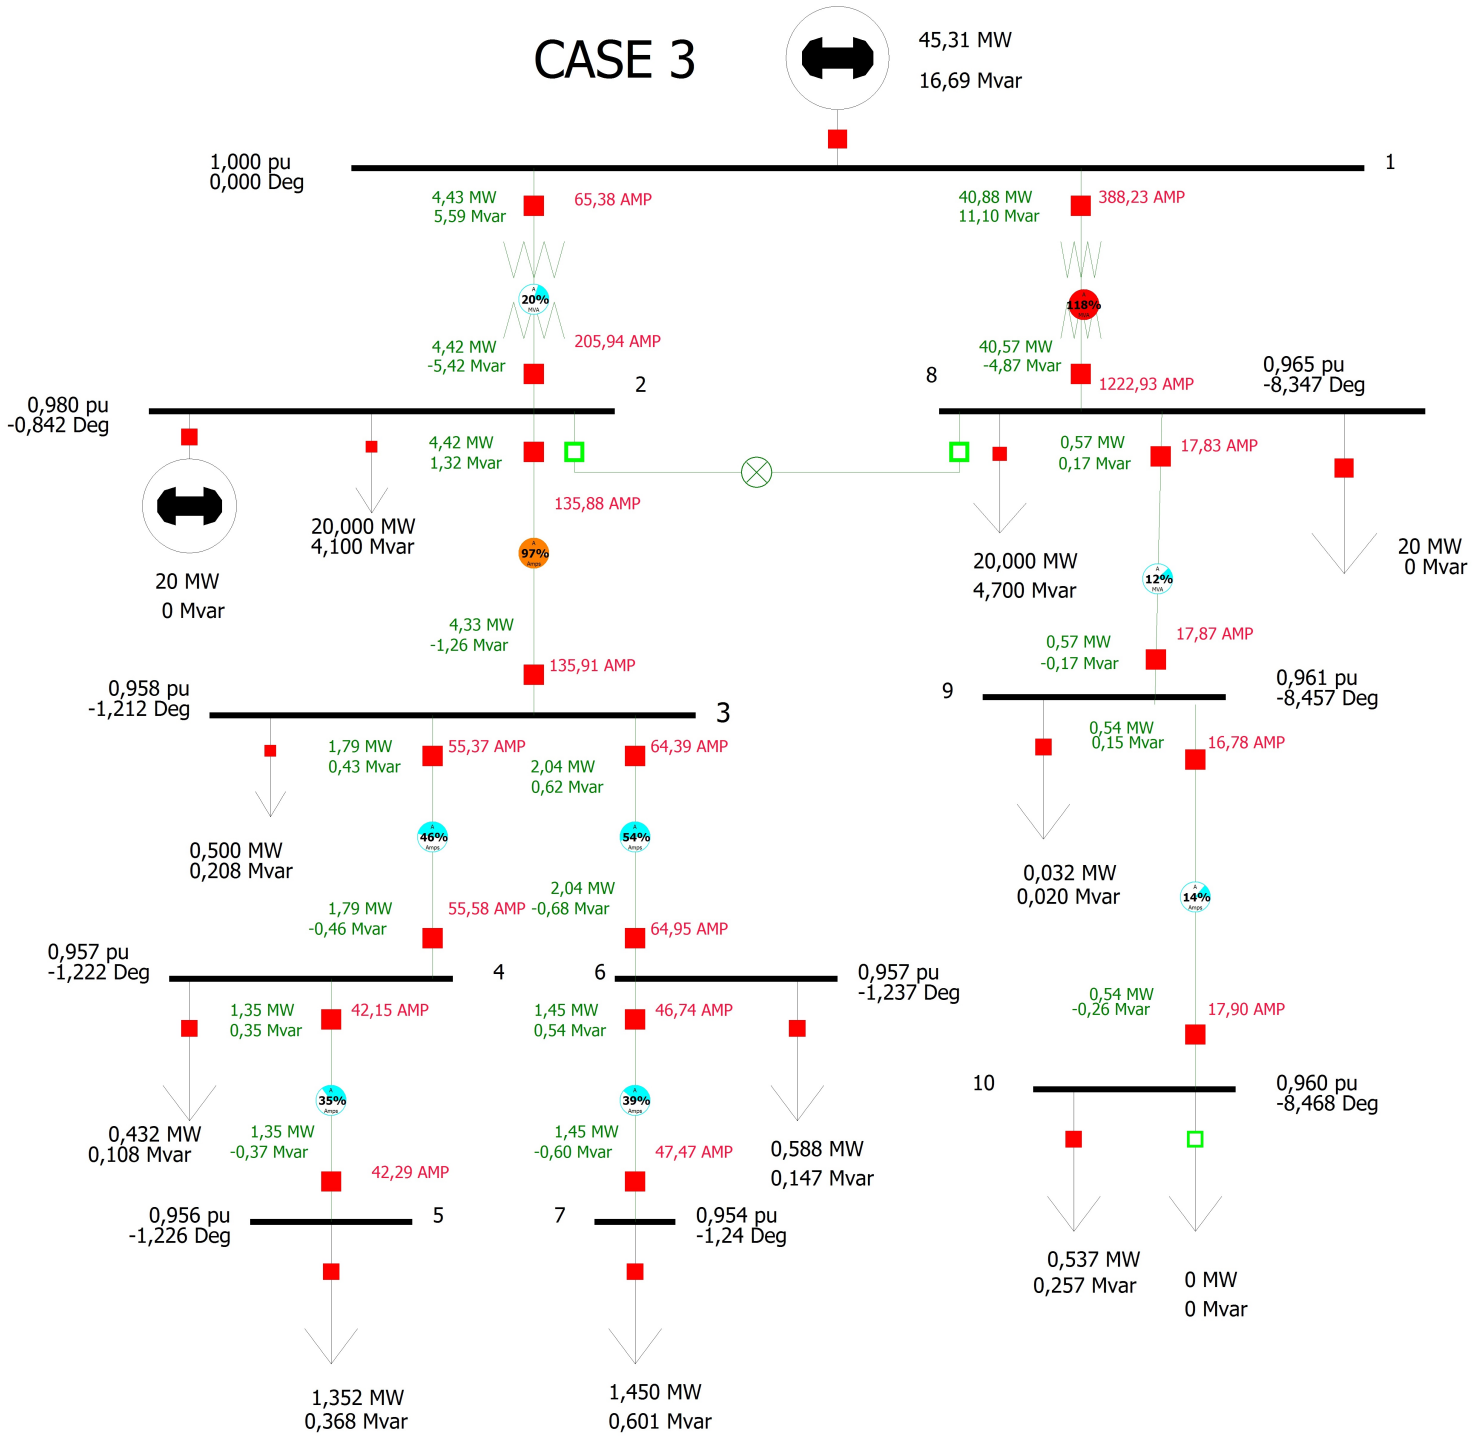 CASE 3
45,31 MW
16,69 Mvar
1,000 pu
0,000 Deg
1
4,43 MW
5,59 Mvar
65,38 AMP
40,88 MW
11,10 Mvar
388,23 AMP
A
20%
MVA
A
118%
MVA
4,42 MW
-5,42 Mvar
205,94 AMP
40,57 MW
-4,87 Mvar
1222,93 AMP
2
8
0,965 pu
-8,347 Deg
0,980 pu
-0,842 Deg
4,42 MW
1,32 Mvar
135,88 AMP
0,57 MW
0,17 Mvar
17,83 AMP
20 MW
0 Mvar
20,000 MW
4,100 Mvar
A
97%
Amps
20,000 MW
4,700 Mvar
A
12%
MVA
20 MW
0 Mvar
4,33 MW
-1,26 Mvar
135,91 AMP
0,57 MW
-0,17 Mvar
17,87 AMP
0,958 pu
-1,212 Deg
3
9
0,961 pu
-8,457 Deg
1,79 MW
0,43 Mvar
55,37 AMP
2,04 MW
0,62 Mvar
64,39 AMP
0,54 MW
0,15 Mvar
16,78 AMP
0,500 MW
0,208 Mvar
A
46%
Amps
A
54%
Amps
0,032 MW
0,020 Mvar
A
14%
Amps
1,79 MW
-0,46 Mvar
55,58 AMP
2,04 MW
-0,68 Mvar
64,95 AMP
0,957 pu
-1,222 Deg
4
6
0,957 pu
-1,237 Deg
1,35 MW
0,35 Mvar
42,15 AMP
1,45 MW
0,54 Mvar
46,74 AMP
0,54 MW
-0,26 Mvar
17,90 AMP
10
0,960 pu
-8,468 Deg
0,432 MW
0,108 Mvar
A
35%
Amps
A
39%
Amps
0,588 MW
0,147 Mvar
1,35 MW
-0,37 Mvar
42,29 AMP
1,45 MW
-0,60 Mvar
47,47 AMP
0,956 pu
-1,226 Deg
5
7
0,954 pu
-1,24 Deg
0,537 MW
0,257 Mvar
0 MW
0 Mvar
1,352 MW
0,368 Mvar
1,450 MW
0,601 Mvar